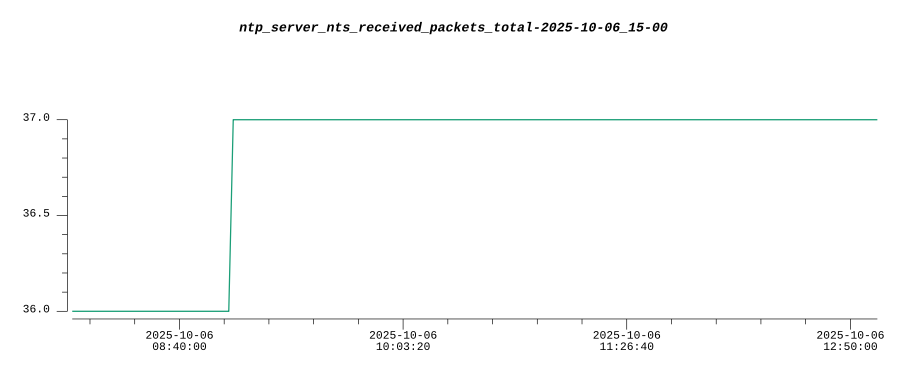 ntp_server_nts_received_packets_total-2025-10-06_15-00
37.0
36.5
36.0
2025-10-06 2025-10-06 2025-10-06 2025-10-06
08:40:00 10:03:20 11:26:40 12:50:00